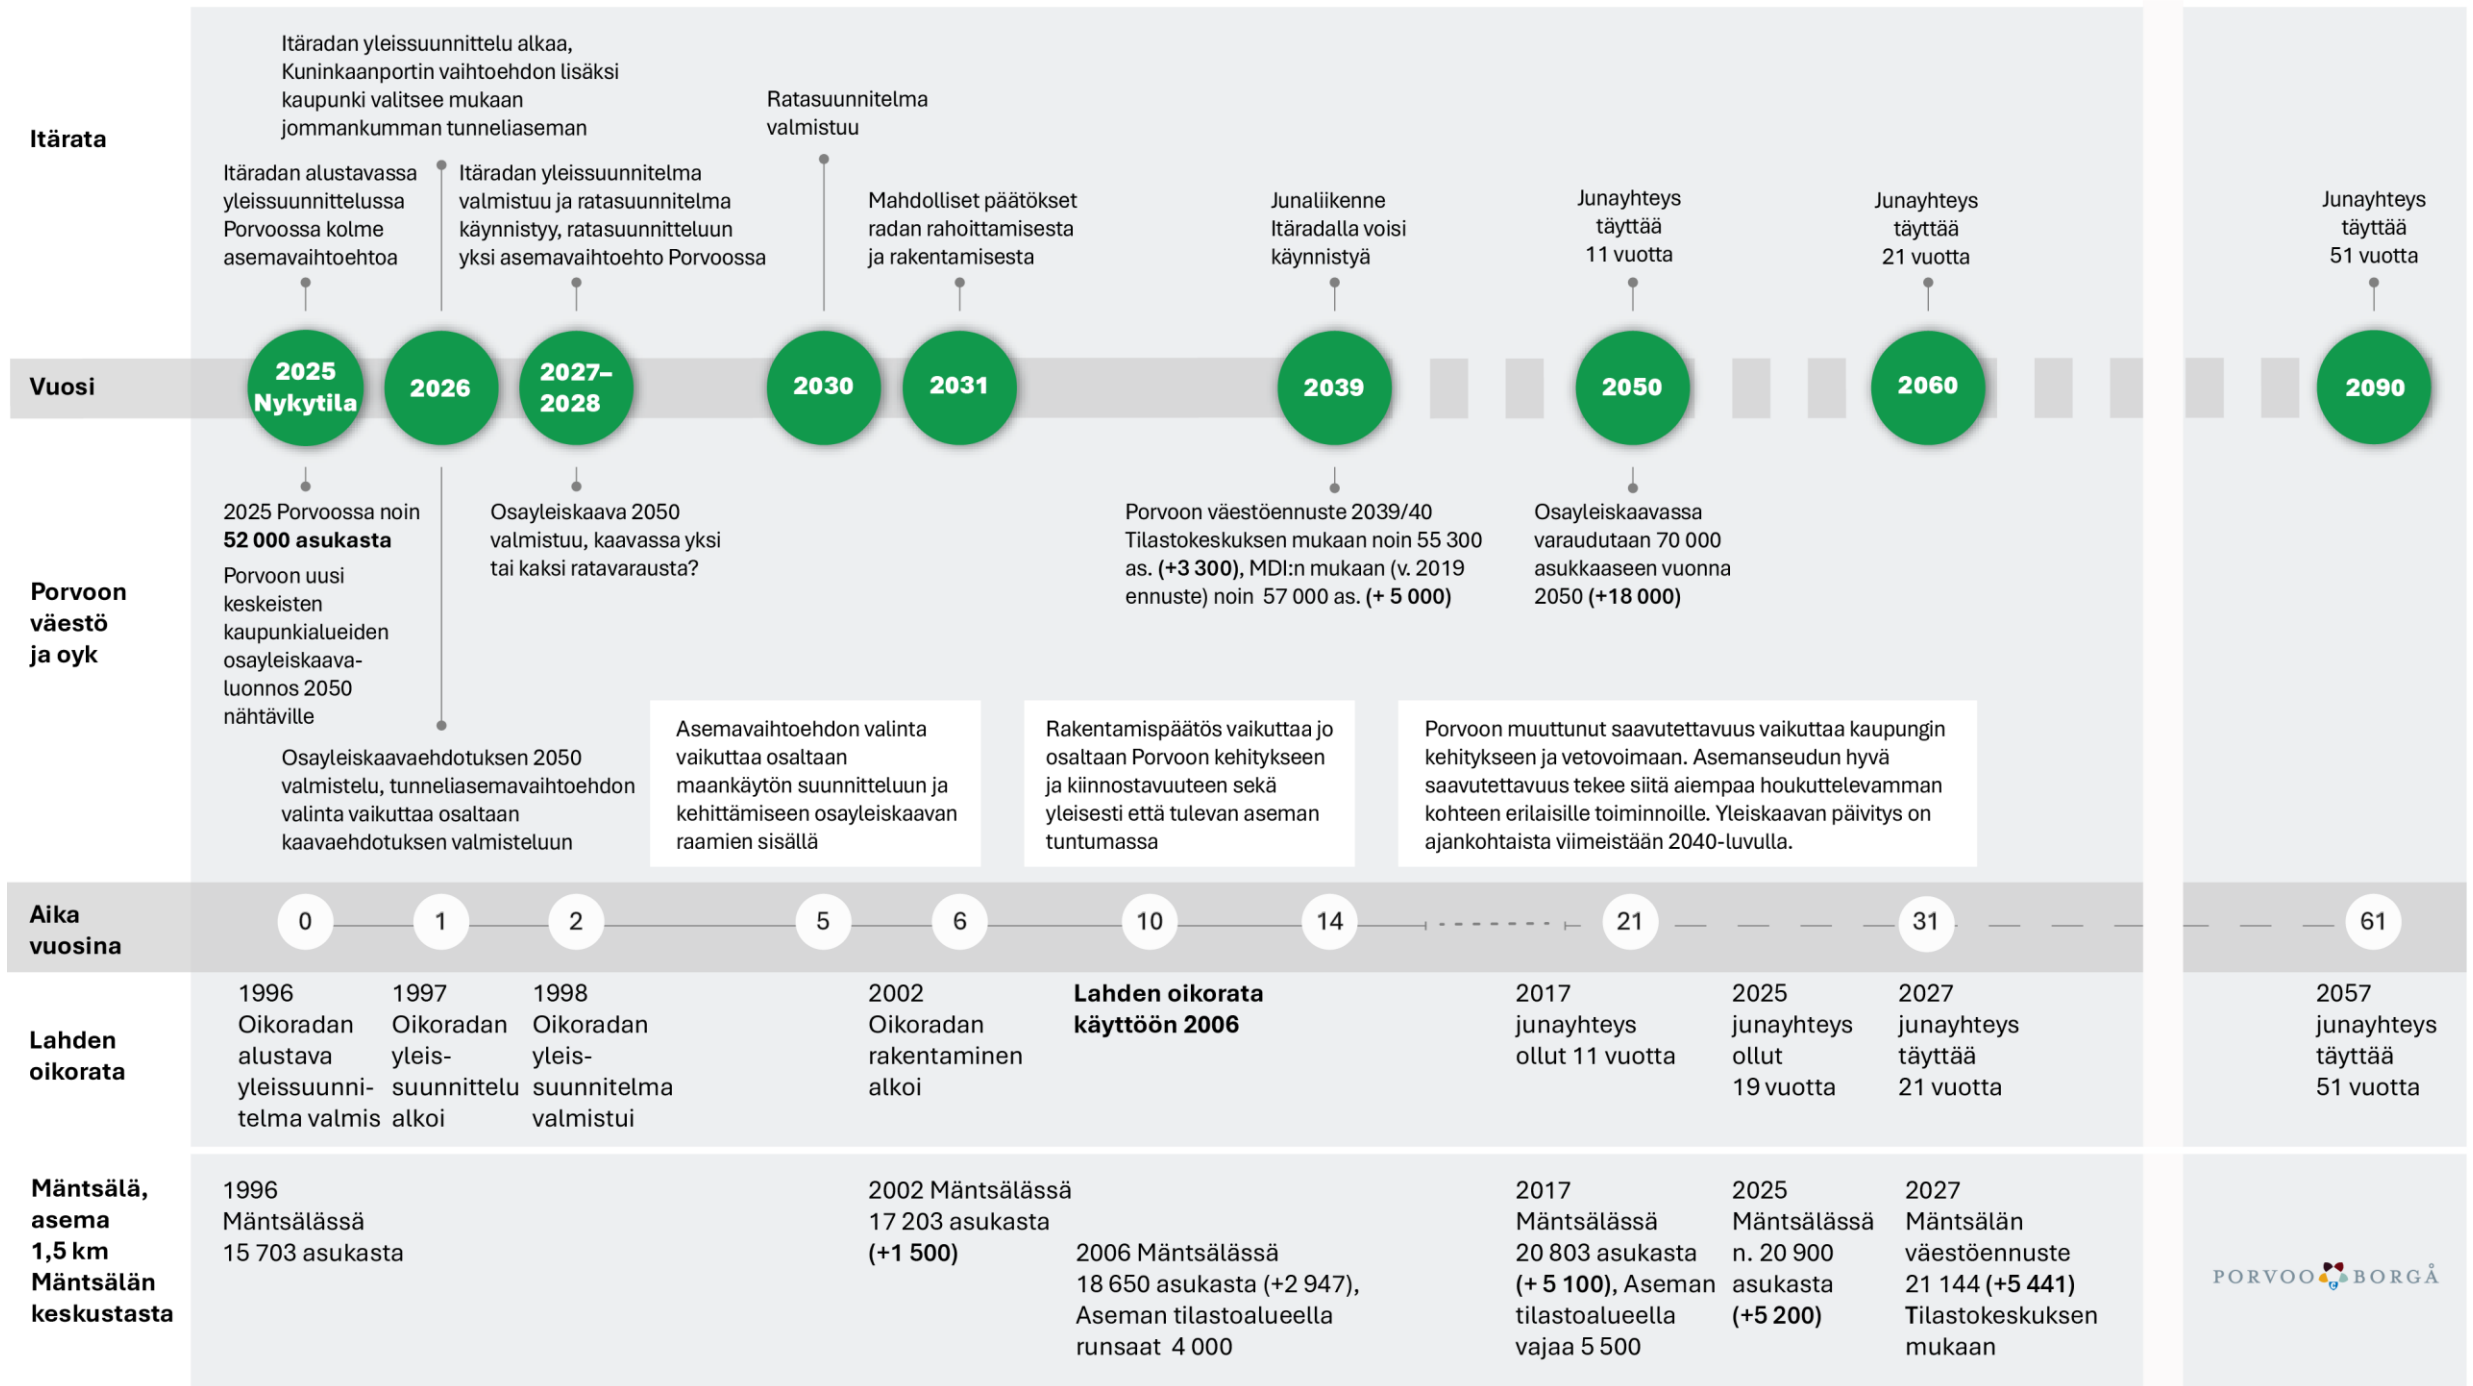 Itärata
Itäradan yleissuunnittelu alkaa,
Kuninkaanportin vaihtoehdon lisäksi
kaupunki valitsee mukaan
jommankumman tunneliaseman
Ratasuunnitelma
valmistuu
Itäradan alustavassa
yleissuunnittelussa
Porvoossa kolme
asemavaihtoehtoa
Itäradan yleissuunnitelma
valmistuu ja ratasuunnitelma
käynnistyy, ratasuunnitteluun
yksi asemavaihtoehto Porvoossa
Mahdolliset päätökset
radan rahoittamisesta
ja rakentamisesta
Junaliikenne
Itäradalla voisi
käynnistyä
Junayhteys
täyttää
11 vuotta
Junayhteys
täyttää
21 vuotta
Junayhteys
täyttää
51 vuotta
Vuosi
2025
Nykytila
2026
2027–
2028
2030
2031
2039
2050
2060
2090
Porvoon
väestö
ja oyk
2025 Porvoossa noin
52 000 asukasta
Porvoon uusi
keskeisten
kaupunkialueiden
osayleiskaava-
luonnos 2050
nähtäville
Osayleiskaava 2050
valmistuu, kaavassa yksi
tai kaksi ratavarausta?
Porvoon väestöennuste 2039/40
Tilastokeskuksen mukaan noin 55 300
as. (+3 300), MDI:n mukaan (v. 2019
ennuste) noin 57 000 as. (+ 5 000)
Osayleiskaavassa
varaudutaan 70 000
asukkaaseen vuonna
2050 (+18 000)
Osayleiskaavaehdotuksen 2050
valmistelu, tunneliasemavaihtoehdon
valinta vaikuttaa osaltaan
kaavaehdotuksen valmisteluun
Asemavaihtoehdon valinta
vaikuttaa osaltaan
maankäytön suunnitteluun ja
kehittämiseen osayleiskaavan
raamien sisällä
Rakentamispäätös vaikuttaa jo
osaltaan Porvoon kehitykseen
ja kiinnostavuuteen sekä
yleisesti että tulevan aseman
tuntumassa
Porvoon muuttunut saavutettavuus vaikuttaa kaupungin
kehitykseen ja vetovoimaan. Asemanseudun hyvä
saavutettavuus tekee siitä aiempaa houkuttelevamman
kohteen erilaisille toiminnoille. Yleiskaavan päivitys on
ajankohtaista viimeistään 2040-luvulla.
Aika
vuosina
0
1
2
5
6
10
14
21
31
61
Lahden
oikorata
1996
Oikoradan
alustava
yleissuunni-
telma valmis
1997
Oikoradan
yleis-
suunnittelu
alkoi
1998
Oikoradan
yleis-
suunnitelma
valmistui
2002
Oikoradan
rakentaminen
alkoi
Lahden oikorata
käyttöön 2006
2017
junayhteys
ollut 11 vuotta
2025
junayhteys
ollut
19 vuotta
2027
junayhteys
täyttää
21 vuotta
2057
junayhteys
täyttää
51 vuotta
Mäntsälä,
asema
1,5 km
Mäntsälän
keskustasta
1996
Mäntsälässä
15 703 asukasta
2002 Mäntsälässä
17 203 asukasta
(+1 500)
2006 Mäntsälässä
18 650 asukasta (+2 947),
Aseman tilastoalueella
runsaat 4 000
2017
Mäntsälässä
20 803 asukasta
(+ 5 100), Aseman
tilastoalueella
vajaa 5 500
2025
Mäntsälässä
n. 20 900
asukasta
(+5 200)
2027
Mäntsälän
väestöennuste
21 144 (+5 441)
Tilastokeskuksen
mukaan
PORVOO BORGÅ